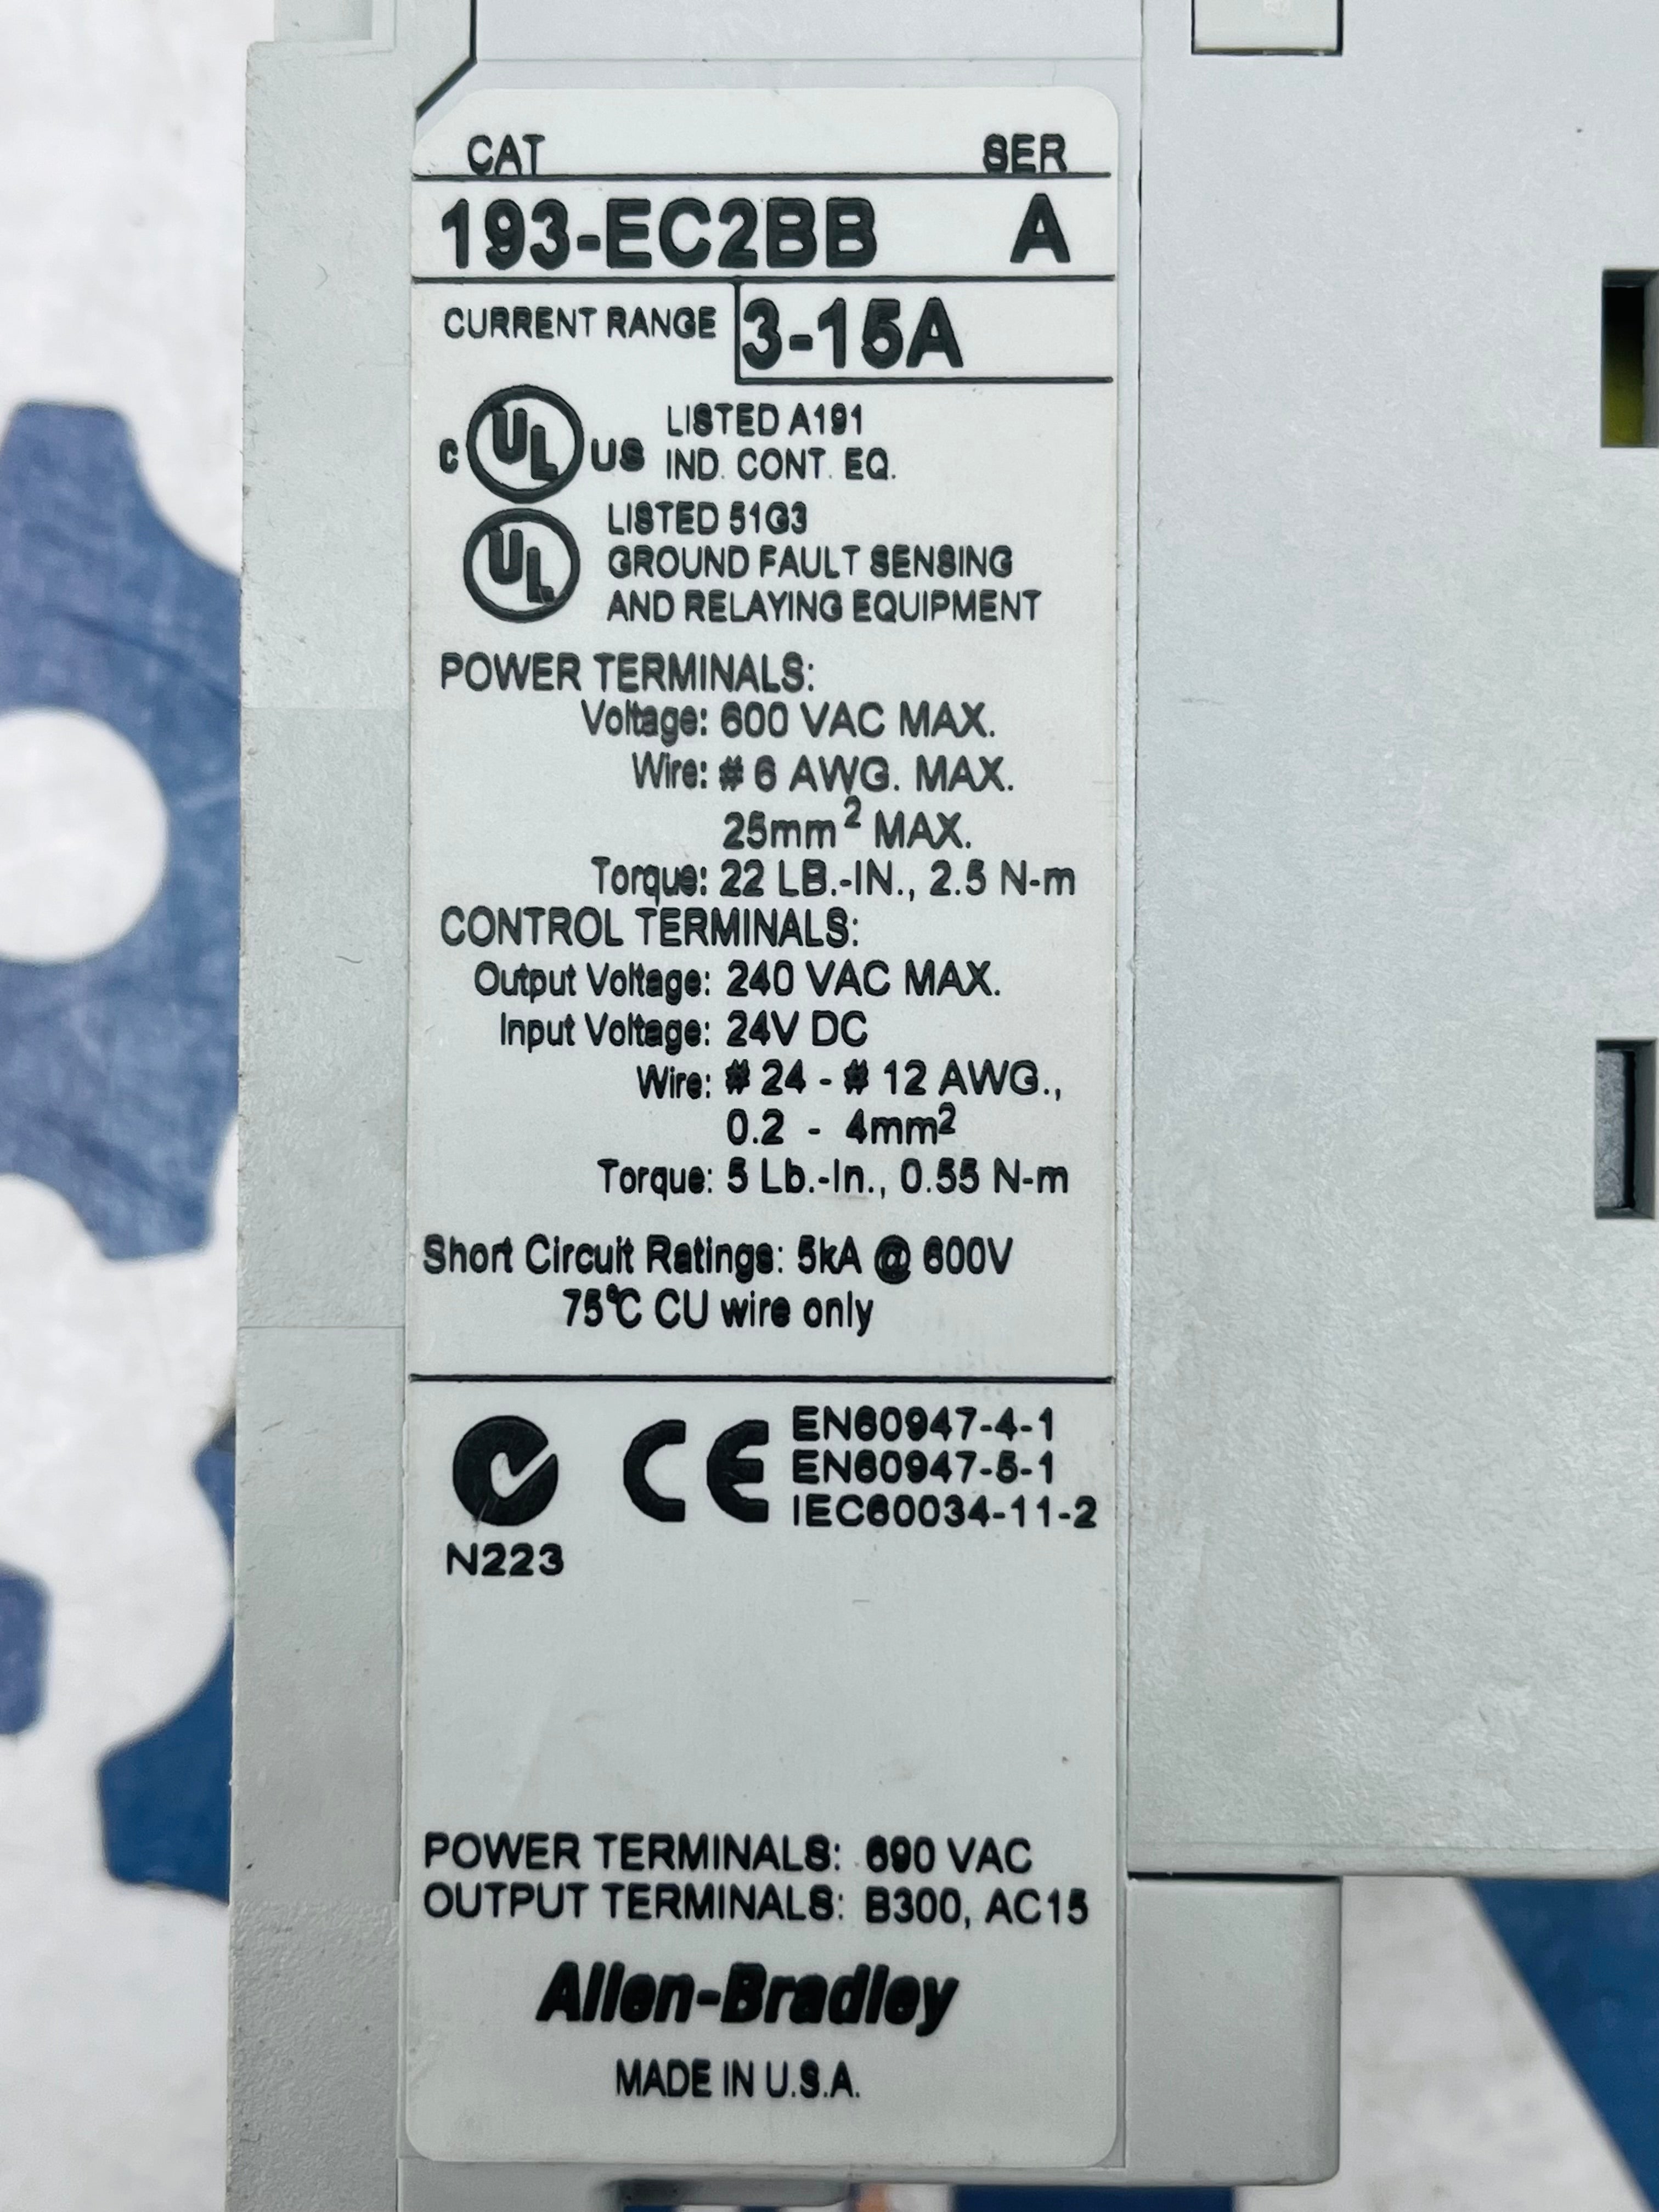 CAT SER
193-EC2BB A
CURRENT RANGE 3-15A
C UL US LISTED A191
IND. CONT. EQ.
UL LISTED 51G3
GROUND FAULT SENSING
AND RELAYING EQUIPMENT
POWER TERMINALS:
Voltage: 600 VAC MAX.
Wire: # 6 AWG. MAX.
25mm² MAX.
Torque: 22 LB.-IN., 2.5 N-m
CONTROL TERMINALS:
Output Voltage: 240 VAC MAX.
Input Voltage: 24V DC
Wire: # 24 - # 12 AWG.,
0.2 - 4mm²
Torque: 5 Lb.-In., 0.55 N-m
Short Circuit Ratings: 5kA @ 600V
75°C CU wire only
CE EN60947-4-1
EN60947-5-1
IEC60034-11-2
N223
POWER TERMINALS: 690 VAC
OUTPUT TERMINALS: B300, AC15
Allen-Bradley
MADE IN U.S.A.